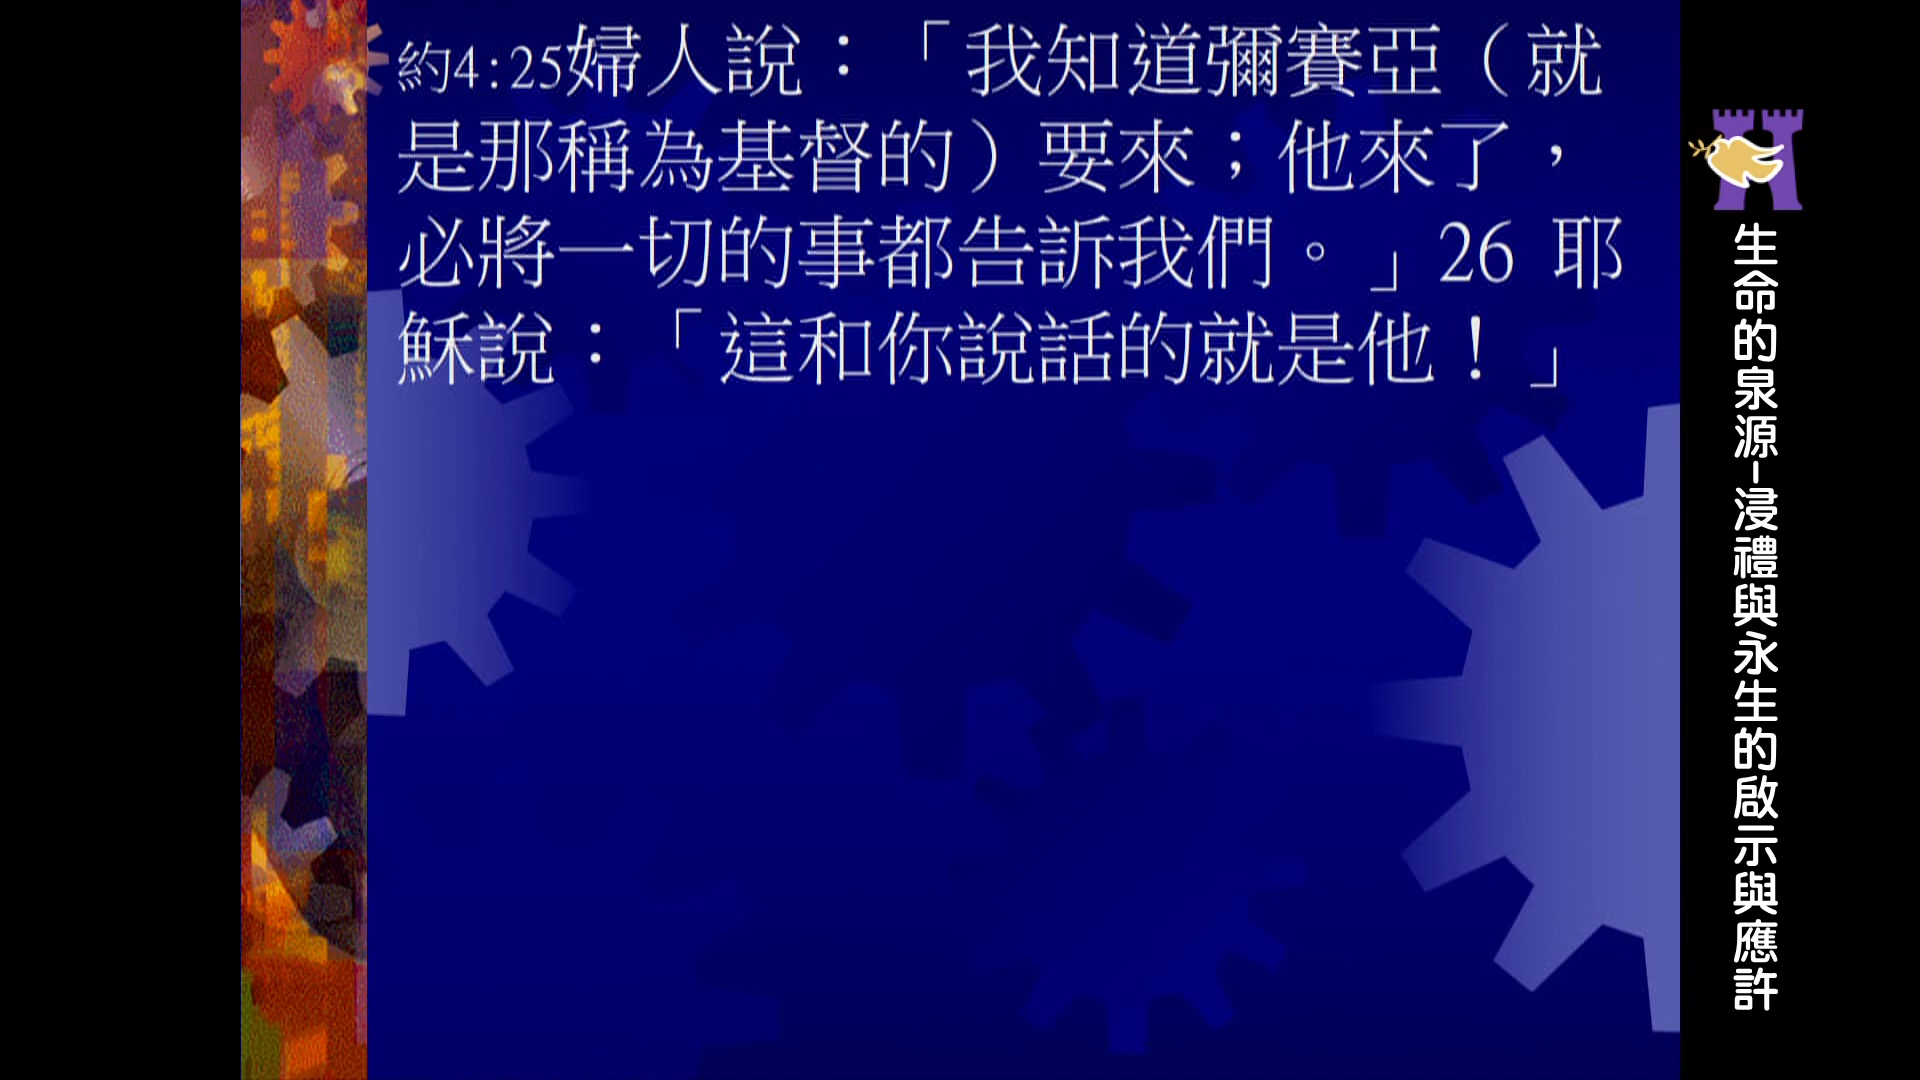 約4:25婦人說：「我知道彌賽亞（就
是那稱為基督的）要來；他來了，
必將一切的事都告訴我們。」26 耶
穌說：「這和你說話的就是他！」
生命的泉源-浸禮與永生的啟示與應許